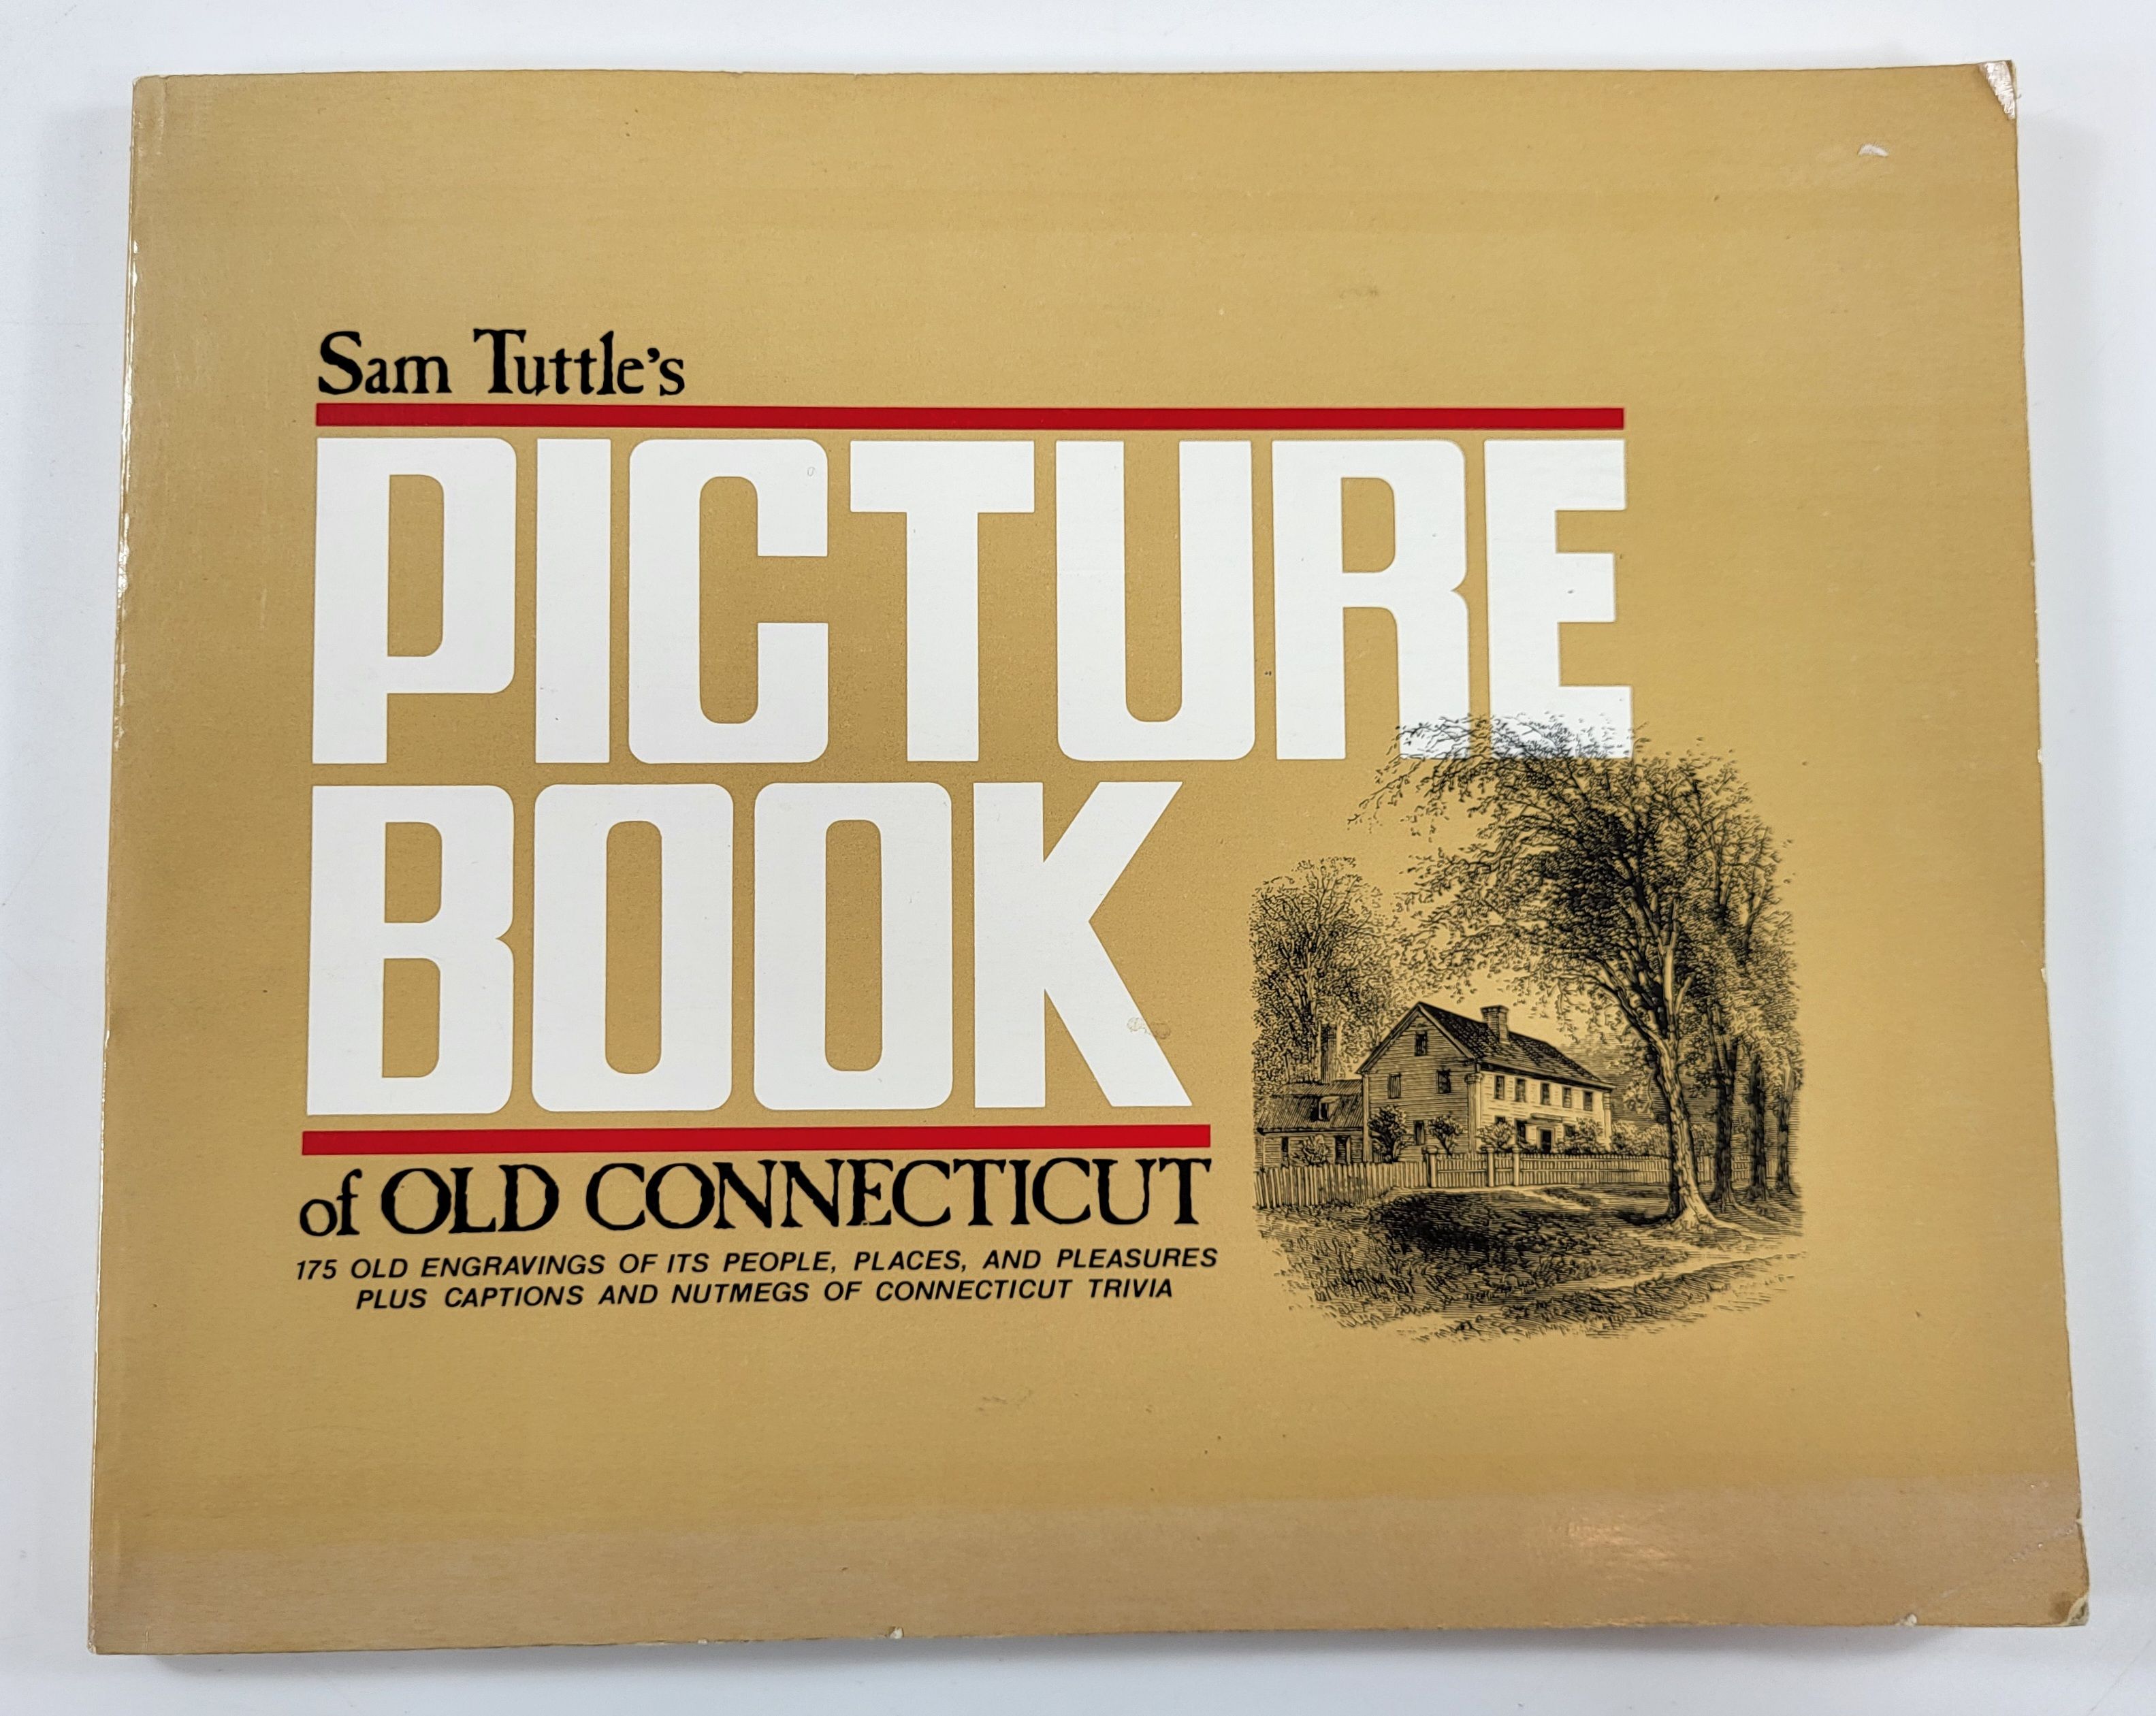 Sam Tuttle's
PICTURE
BOOK
of OLD CONNECTICUT
175 OLD ENGRAVINGS OF ITS PEOPLE, PLACES, AND PLEASURES
PLUS CAPTIONS AND NUTMEGS OF CONNECTICUT TRIVIA